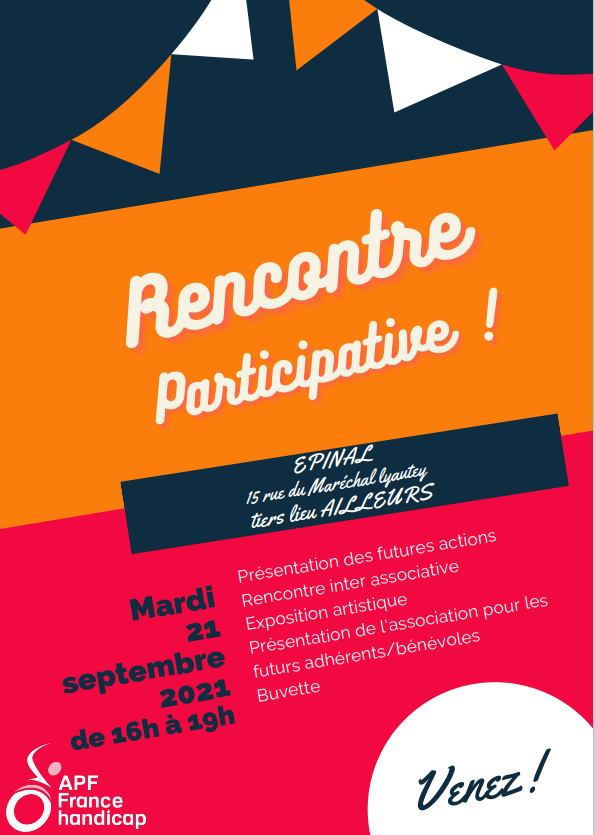 Rencontre
Participative !
EPINAL
15 rue du Maréchal lyautey
tiers lieu AILLEURS
Mardi
21
septembre
2021
de 16h à 19h
Présentation des futures actions
Rencontre inter associative
Exposition artistique
Présentation de l'association pour les
futurs adhérents/bénévoles
Buvette
APF
France
handicap
Venez !